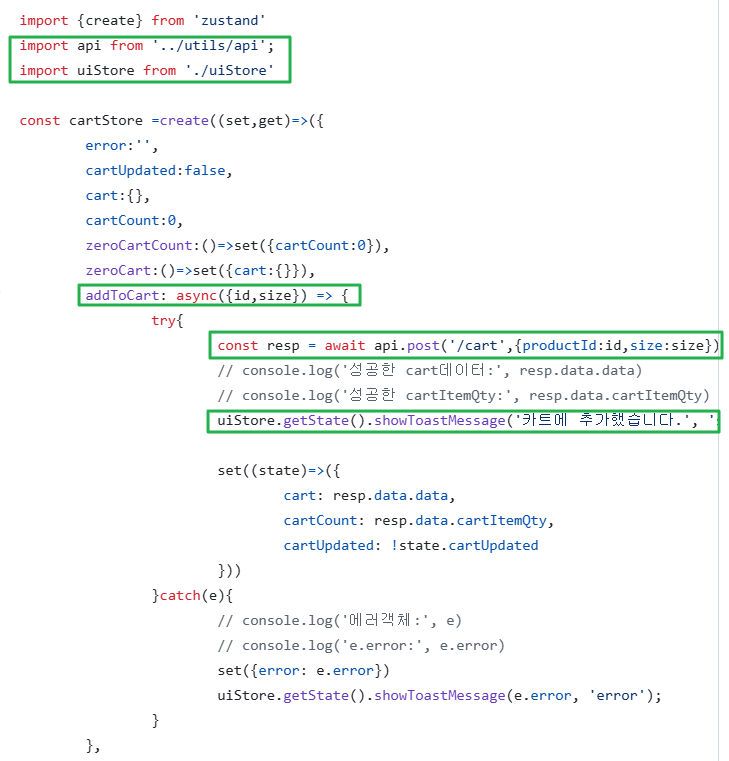 import {create} from 'zustand'
import api from '../utils/api';
import uiStore from './uiStore'
const cartStore =create((set,get)=>({
error:'',
cartUpdated:false,
cart:{},
cartCount:0,
zeroCartCount:()=>set({cartCount:0}),
zeroCart:()=>set({cart:{}}),
addToCart: async({id,size}) => {
try{
const resp = await api.post('/cart',{productId:id,size:size})
// console.log('성공한 cart데이터:', resp.data.data)
// console.log('성공한 cartItemQty:', resp.data.cartItemQty)
uiStore.getState().showToastMessage('카트에 추가했습니다.', '
set((state)=>({
cart: resp.data.data,
cartCount: resp.data.cartItemQty,
cartUpdated: !state.cartUpdated
}))
}catch(e){
// console.log('에러객체:', e)
// console.log('e.error:', e.error)
set({error: e.error})
uiStore.getState().showToastMessage(e.error, 'error');
}
},